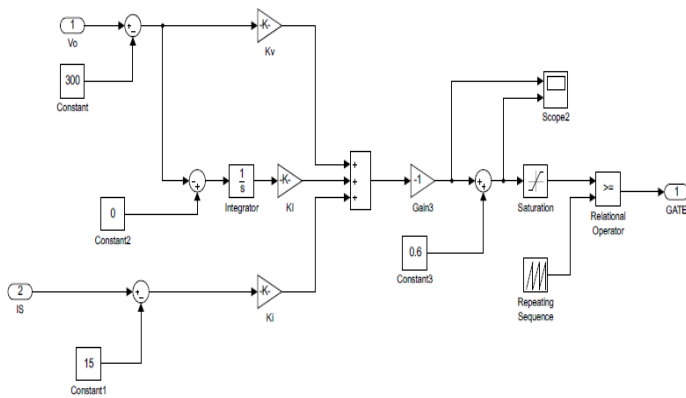 1
Vo
+
-
-K-
Kv
300
Constant
Scope2
-
+
1
s
Integrator
-K-
KI
+
+
+
-1
Gain3
+
+
Saturation
>=
Relational
Operator
1
GATE
0
Constant2
0.6
Constant3
Repeating
Sequence
2
IS
+
-
-K-
Ki
15
Constant1